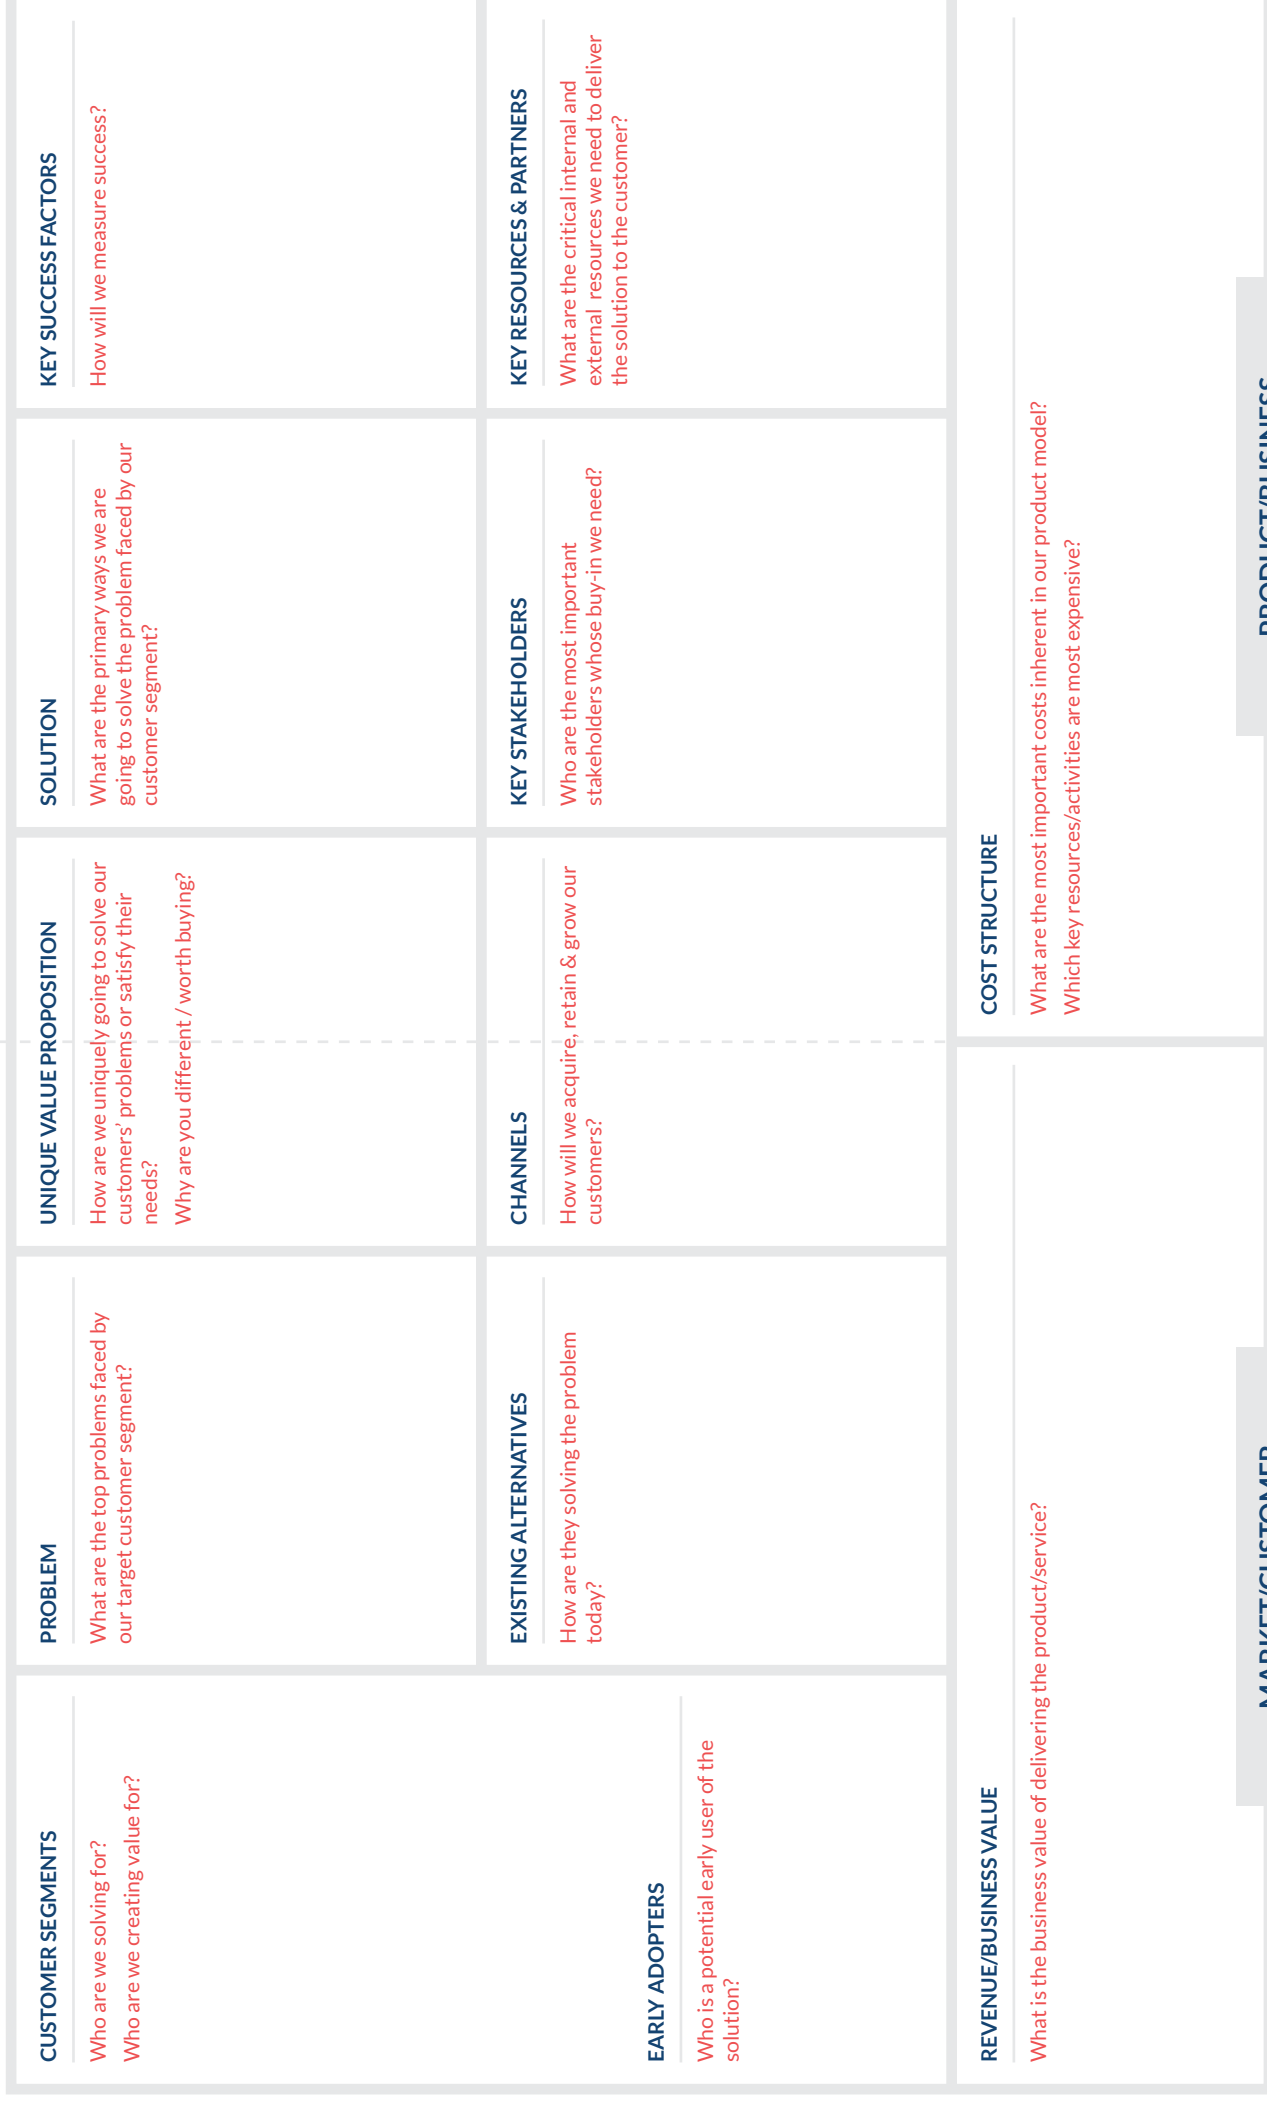 CUSTOMER SEGMENTS
Who are we solving for?
Who are we creating value for?
EARLY ADOPTERS
Who is a potential early user of the
solution?
PROBLEM
What are the top problems faced by
our target customer segment?
EXISTING ALTERNATIVES
How are they solving the problem
today?
UNIQUE VALUE PROPOSITION
How are we uniquely going to solve our
customers' problems or satisfy their
needs?
Why are you different / worth buying?
CHANNELS
How will we acquire, retain & grow our
customers?
SOLUTION
What are the primary ways we are
going to solve the problem faced by our
customer segment?
KEY STAKEHOLDERS
Who are the most important
stakeholders whose buy-in we need?
KEY SUCCESS FACTORS
How will we measure success?
KEY RESOURCES & PARTNERS
What are the critical internal and
external resources we need to deliver
the solution to the customer?
REVENUE/BUSINESS VALUE
What is the business value of delivering the product/service?
COST STRUCTURE
What are the most important costs inherent in our product model?
Which key resources/activities are most expensive?
MARKET/CUSTOMER
PRODUCT/BUSINESS